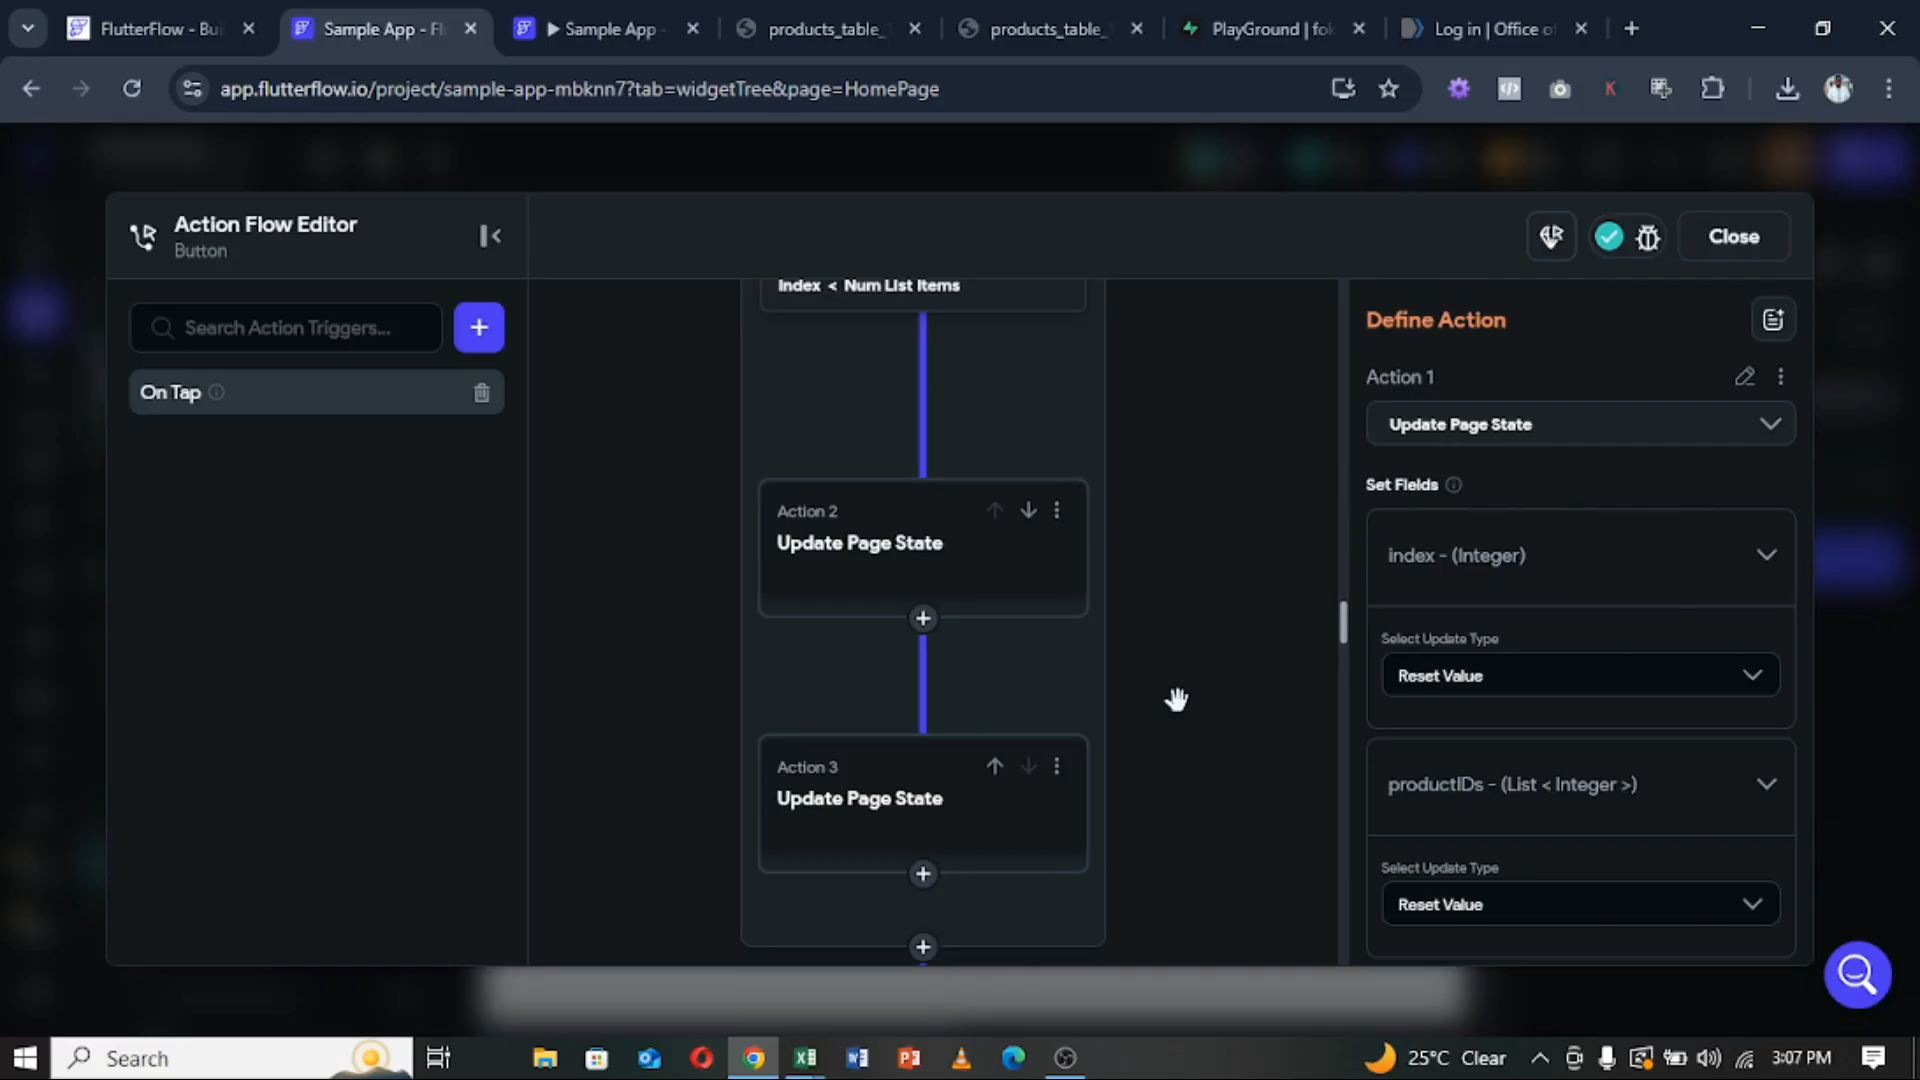 FlutterFlow - Bui
Sample App - Fl
Sample App -
products_table_
products_table_
PlayGround | fok
Log in | Office of
app.flutterflow.io/project/sample-app-mbknn7?tab=widgetTree&page=HomePage
K
Action Flow Editor
Button
Close
Search Action Triggers...
On Tap
Index < Num List Items
Action 2
Update Page State
Action 3
Update Page State
Define Action
Action 1
Update Page State
Set Fields
index - (Integer)
Select Update Type
Reset Value
productIDs - (List < Integer >)
Select Update Type
Reset Value
Search
25°C Clear
3:07 PM